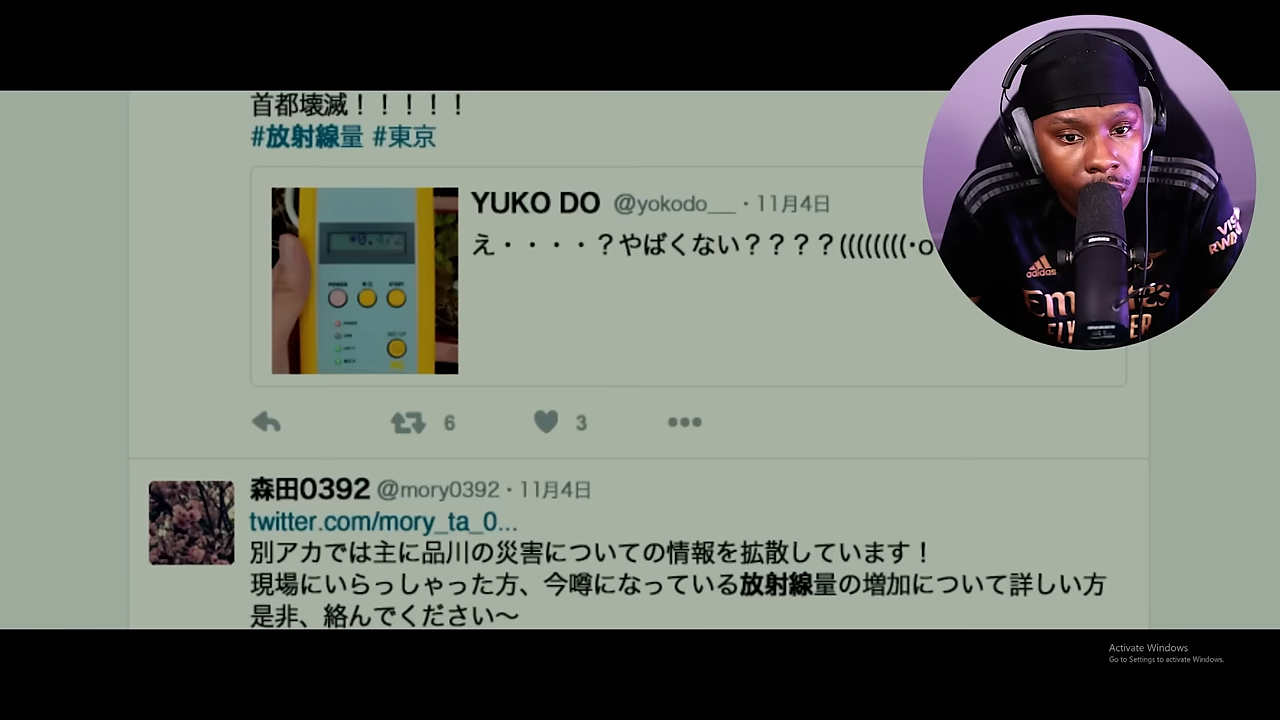 首都壊滅！！！！！
#放射線量 #東京
YUKO DO @yokodo__・11月4日
え・・・・？やばくない？？？？((((((((･o
POWER
START
6
3
森田0392 @mory0392・11月4日
twitter.com/mory_ta_0...
別アカでは主に品川の災害についての情報を拡散しています！
現場にいらっしゃった方、今噂になっている放射線量の増加について詳しい方
是非、絡んでください〜
adidas
Activate Windows
Go to Settings to activate Windows.